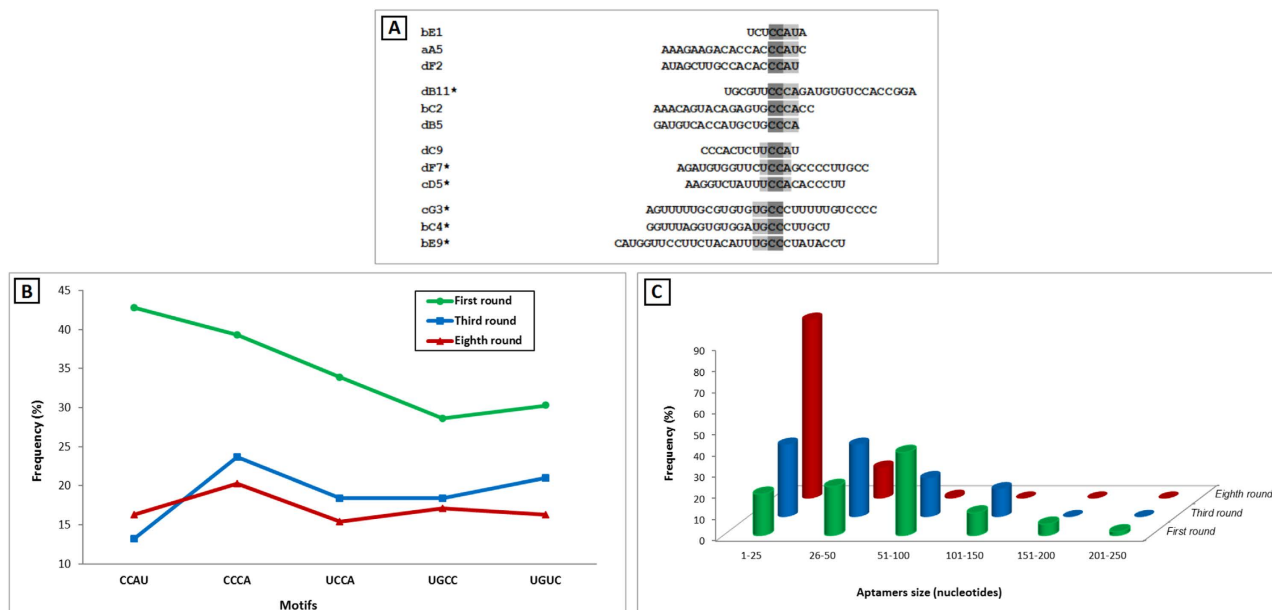 A
bE1 UCUCCAUA
aA5 AAAGAAGACACCACCCAUC
dF2 AUAGCUUGCCACACCCAU
dB11* UGCGUUCCCAGAUGUGUCCACCGGA
bC2 AAACAGUACAGAGUGCCCACC
dB5 GAUGUCACCAUGCUGCCCA
dC9 CCCACUCUUCCAU
dF7* AGAUGUGGUUCUCCAGCCCCUUGCC
cD5* AAGGUCUAUUUCCACACCCUU
cG3* AGUUUUUGCGUGUGUGCCCUUUUUGUCCCC
bC4* GGUUUAGGUGUGGAUGCCCUUGCU
bE9* CAUGGUUCCUUCUACAUUUGCCCUAUACCU
B
45
40
35
30
25
20
15
10
Frequency (%)
First round
Third round
Eighth round
CCAU CCCA UCCA UGCC UGUC
Motifs
C
90
80
70
60
50
40
30
20
10
0
Frequency (%)
Eighth round
Third round
First round
1-25 26-50 51-100 101-150 151-200 201-250
Aptamers size (nucleotides)